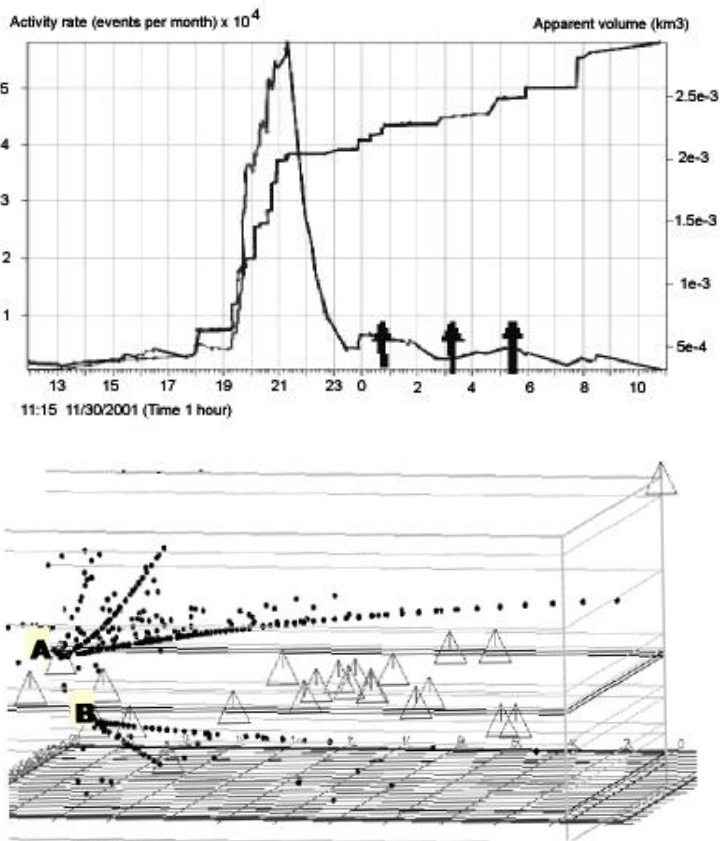 Activity rate (events per month) x 10^4 Apparent volume (km3)
5
4
3
2
1
2.5e-3
2e-3
1.5e-3
1e-3
5e-4
13 15 17 19 21 23 0 2 4 6 8 10
11:15 11/30/2001 (Time 1 hour)
A
B